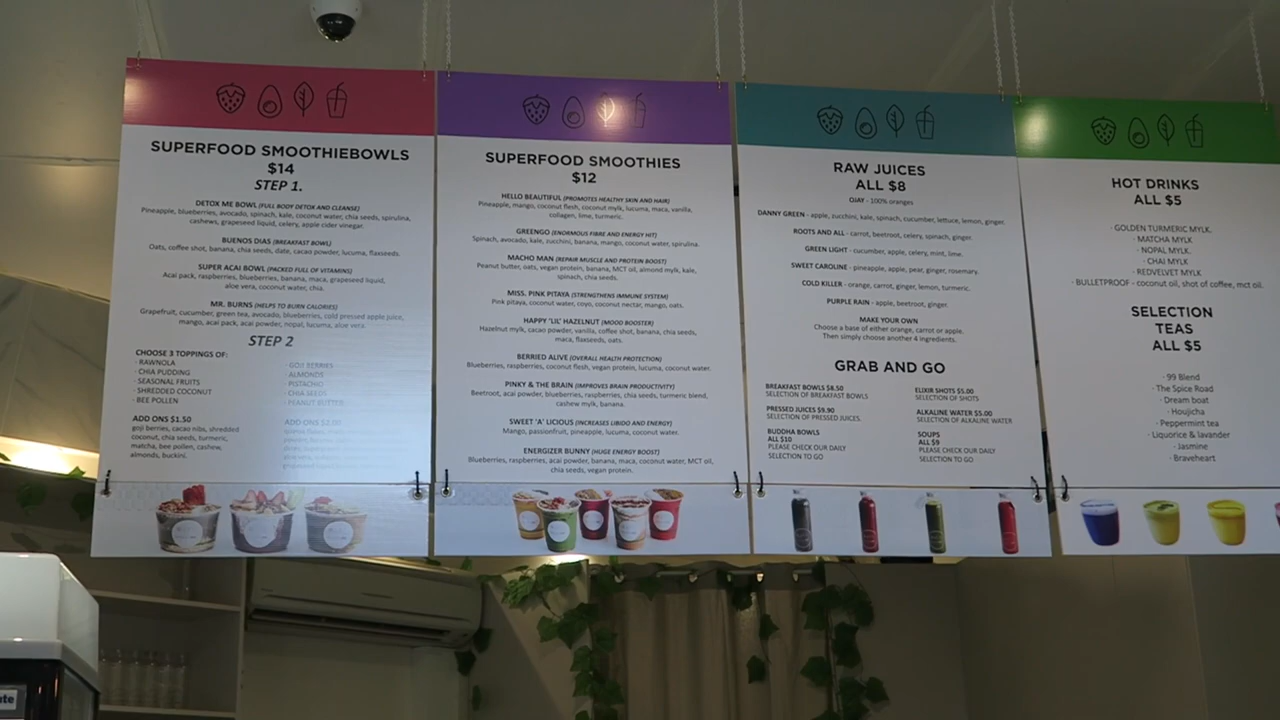 SUPERFOOD SMOOTHIEBOWLS
$14
STEP 1.
DETOX ME BOWL (FULL BODY DETOX AND CLEANSE)
Pineapple, blueberries, avocado, spinach, kale, coconut water, chia seeds, spirulina,
cashews, grapeseed liquid, celery, apple cider vinegar.
BUENOS DIAS (BREAKFAST BOWL)
Oats, coffee shot, banana, chia seeds, date, cacao powder, lucuma, flaxseeds.
SUPER ACAI BOWL (PACKED FULL OF VITAMINS)
Acai pack, raspberries, blueberries, banana, maca, grapeseed liquid,
aloe vera, coconut water, chia.
MR. BURNS (HELPS TO BURN CALORIES)
Grapefruit, cucumber, green tea, avocado, blueberries, cold pressed apple juice,
mango, acai pack, acai powder, nopal, lucuma, aloe vera.
STEP 2
CHOOSE 3 TOPPINGS OF:
· RAWNOLA
· CHIA PUDDING
· SEASONAL FRUITS
· SHREDDED COCONUT
· BEE POLLEN
· GOJI BERRIES
· ALMONDS
· PISTACHIO
· CHIA SEEDS
· PEANUT BUTTER
ADD ONS $1.50
goji berries, cacao nibs, shredded
coconut, chia seeds, turmeric,
matcha, bee pollen, cashew,
almonds, buckini.
ADD ONS $2.00
SUPERFOOD SMOOTHIES
$12
HELLO BEAUTIFUL (PROMOTES HEALTHY SKIN AND HAIR)
Pineapple, mango, coconut flesh, coconut mylk, lucuma, maca, vanilla,
collagen, lime, turmeric.
GREENGO (ENORMOUS FIBRE AND ENERGY HIT)
Spinach, avocado, kale, zucchini, banana, mango, coconut water, spirulina.
MACHO MAN (REPAIR MUSCLE AND PROTEIN BOOST)
Peanut butter, oats, vegan protein, banana, MCT oil, almond mylk, kale,
spinach, chia seeds.
MISS. PINK PITAYA (STRENGTHENS IMMUNE SYSTEM)
Pink pitaya, coconut water, coyo, coconut nectar, mango, oats.
HAPPY 'LIL' HAZELNUT (MOOD BOOSTER)
Hazelnut mylk, cacao powder, vanilla, coffee shot, banana, chia seeds,
maca, flaxseeds, oats.
BERRIED ALIVE (OVERALL HEALTH PROTECTION)
Blueberries, raspberries, coconut flesh, vegan protein, lucuma, coconut water.
PINKY & THE BRAIN (IMPROVES BRAIN PRODUCTIVITY)
Beetroot, acai powder, blueberries, raspberries, chia seeds, turmeric blend,
cashew mylk, banana.
SWEET 'A' LICIOUS (INCREASES LIBIDO AND ENERGY)
Mango, passionfruit, pineapple, lucuma, coconut water.
ENERGIZER BUNNY (HUGE ENERGY BOOST)
Blueberries, raspberries, acai powder, banana, maca, coconut water, MCT oil,
chia seeds, vegan protein.
RAW JUICES
ALL $8
OJAY - 100% oranges
DANNY GREEN - apple, zucchini, kale, spinach, cucumber, lettuce, lemon, ginger.
ROOTS AND ALL - carrot, beetroot, celery, spinach, ginger.
GREEN LIGHT - cucumber, apple, celery, mint, lime.
SWEET CAROLINE - pineapple, apple, pear, ginger, rosemary.
COLD KILLER - orange, carrot, ginger, lemon, turmeric.
PURPLE RAIN - apple, beetroot, ginger.
MAKE YOUR OWN
Choose a base of either orange, carrot or apple.
Then simply choose another 4 ingredients.
GRAB AND GO
BREAKFAST BOWLS $8.50
SELECTION OF BREAKFAST BOWLS
PRESSED JUICES $9.90
SELECTION OF PRESSED JUICES.
BUDDHA BOWLS
ALL $10
PLEASE CHECK OUR DAILY
SELECTION TO GO
ELIXIR SHOTS $5.00
SELECTION OF SHOTS
ALKALINE WATER $5.00
SELECTION OF ALKALINE WATER
SOUPS
ALL $9
PLEASE CHECK OUR DAILY
SELECTION TO GO
HOT DRINKS
ALL $5
· GOLDEN TURMERIC MYLK.
· MATCHA MYLK
· NOPAL MYLK.
· CHAI MYLK
· REDVELVET MYLK
· BULLETPROOF - coconut oil, shot of coffee, mct oil.
SELECTION
TEAS
ALL $5
· 99 Blend
· The Spice Road
· Dream boat
· Houjicha
· Peppermint tea
· Liquorice & lavander
· Jasmine
· Braveheart